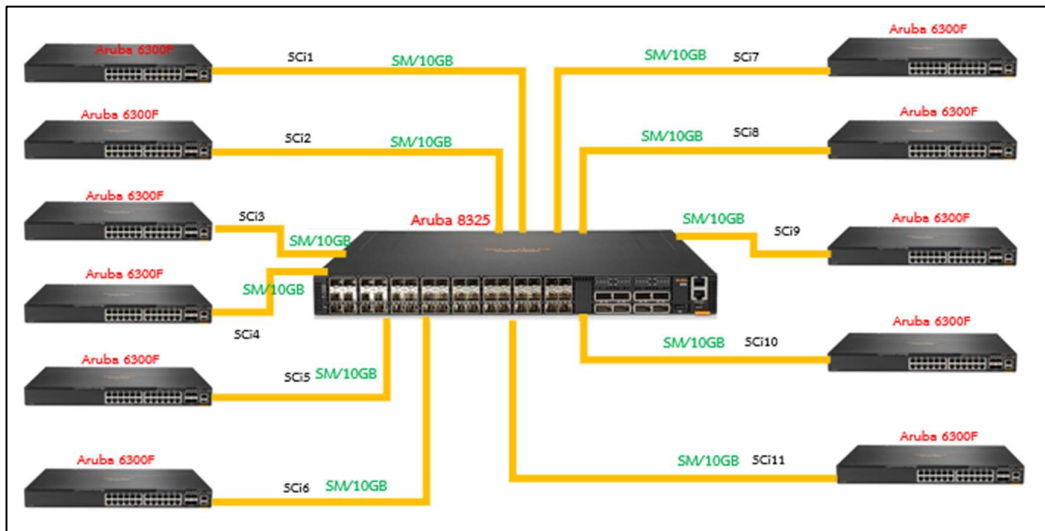 Aruba 6300F
SCi1
SM/10GB
SM/10GB
SCi7
Aruba 6300F
Aruba 6300F
SCi2
SM/10GB
SM/10GB
SCi8
Aruba 6300F
Aruba 6300F
SCi3
SM/10GB
Aruba 8325
SM/10GB
SCi9
Aruba 6300F
Aruba 6300F
SM/10GB
SCi4
SM/10GB
SCi10
Aruba 6300F
Aruba 6300F
SCi5
SM/10GB
Aruba 6300F
SCi6
SM/10GB
SM/10GB
SCi11
Aruba 6300F